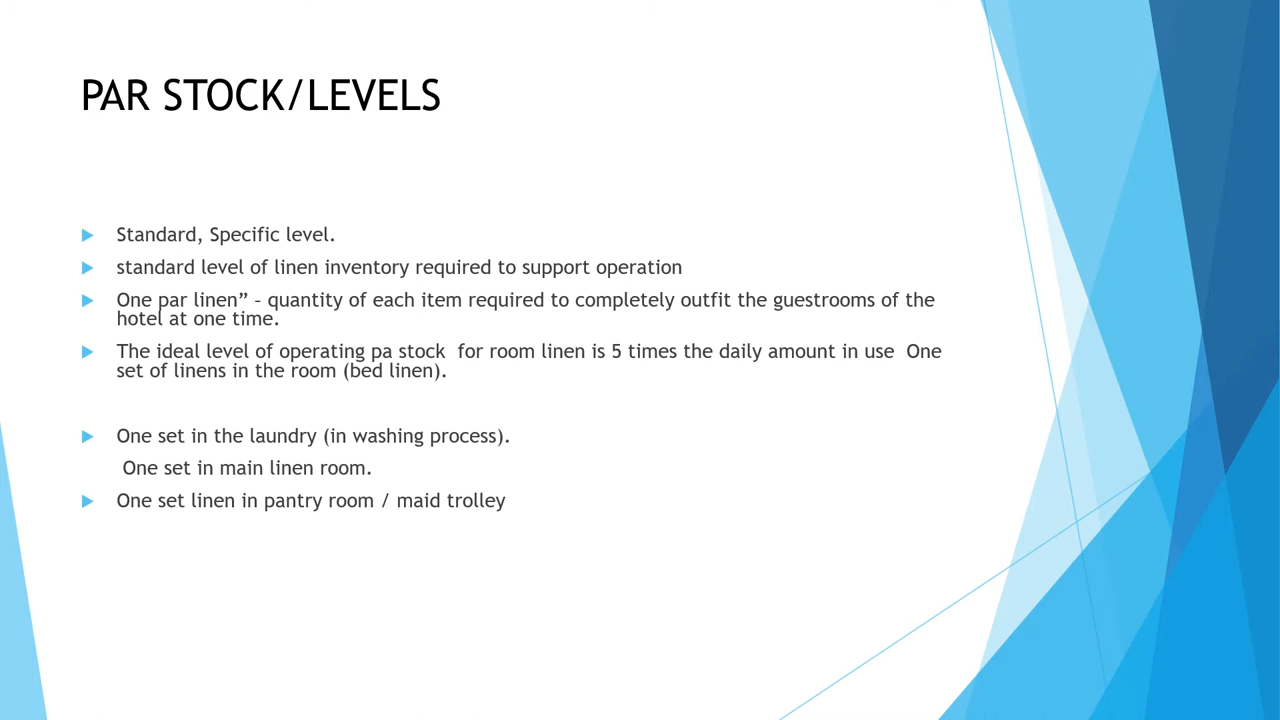 PAR STOCK/LEVELS
Standard, Specific level.
standard level of linen inventory required to support operation
One par linen” – quantity of each item required to completely outfit the guestrooms of the
hotel at one time.
The ideal level of operating pa stock  for room linen is 5 times the daily amount in use  One
set of linens in the room (bed linen).
One set in the laundry (in washing process).
One set in main linen room.
One set linen in pantry room / maid trolley